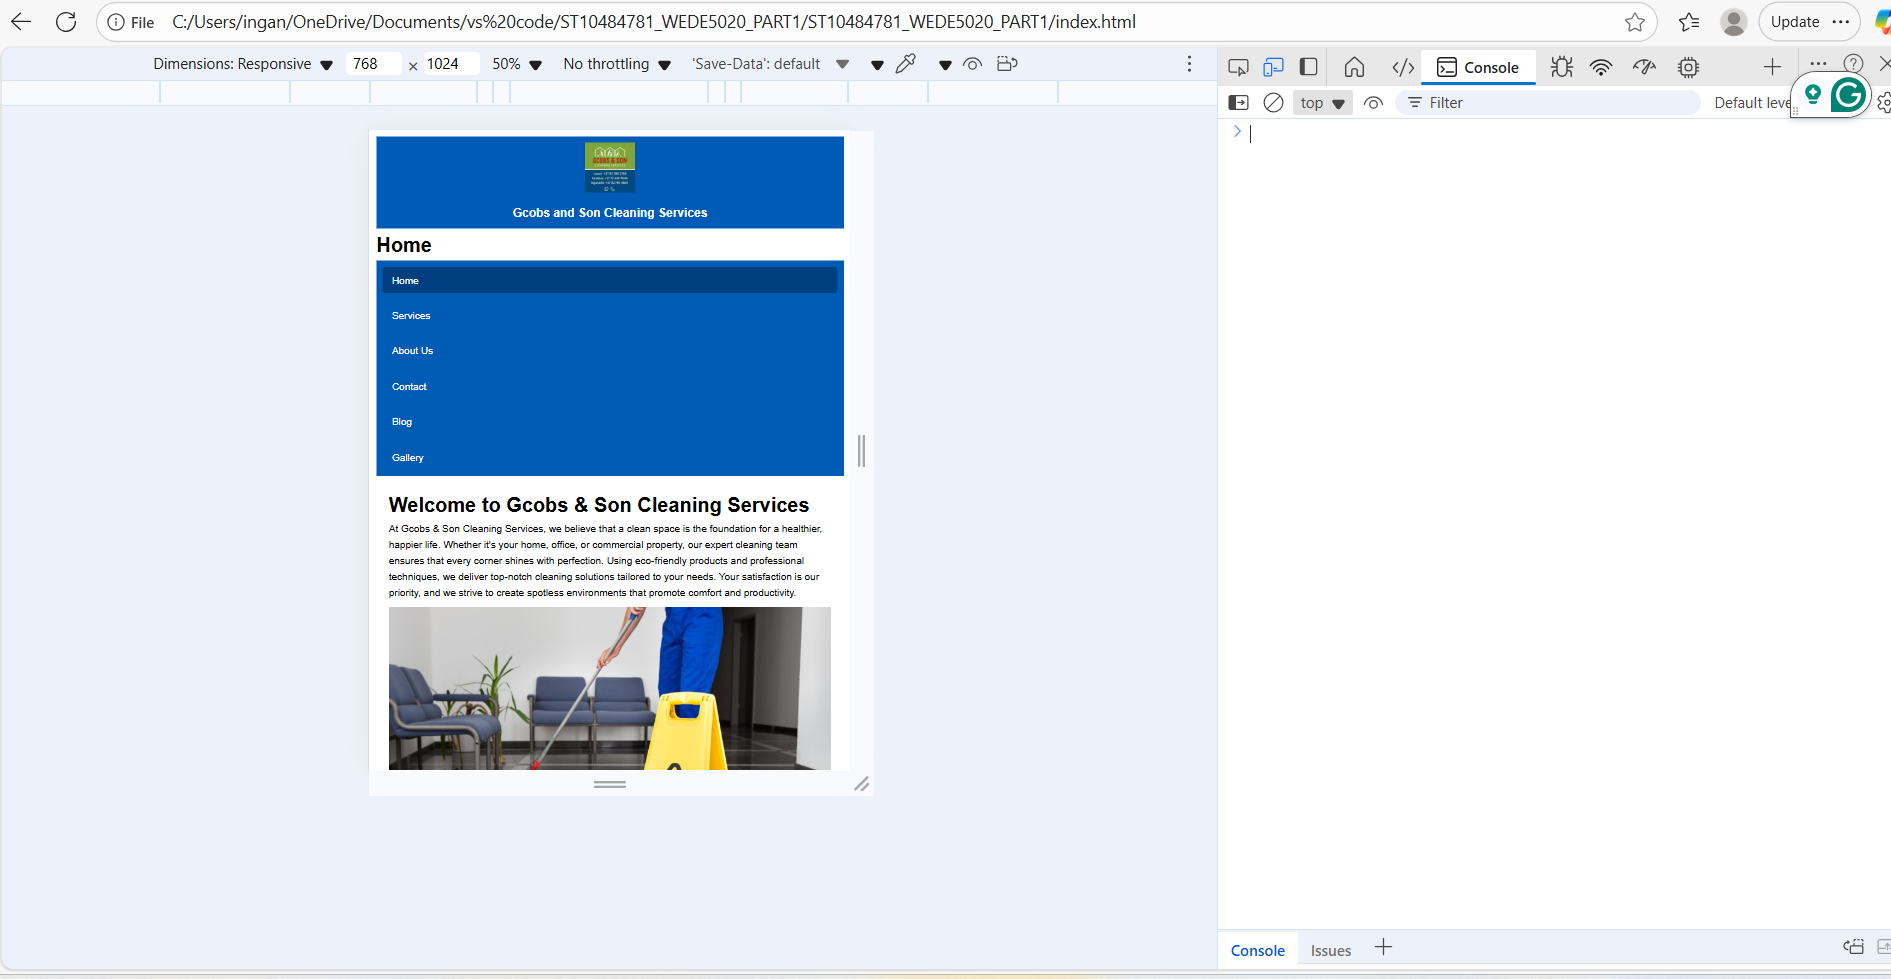 File C:/Users/ingan/OneDrive/Documents/vs%20code/ST10484781_WEDE5020_PART1/ST10484781_WEDE5020_PART1/index.html
Update
Dimensions: Responsive 768 × 1024 50% No throttling 'Save-Data': default
Console
top Filter Default leve
GCOBS & SON
Gcobs and Son Cleaning Services
Home
Home
Services
About Us
Contact
Blog
Gallery
Welcome to Gcobs & Son Cleaning Services
At Gcobs & Son Cleaning Services, we believe that a clean space is the foundation for a healthier,
happier life. Whether it's your home, office, or commercial property, our expert cleaning team
ensures that every corner shines with perfection. Using eco-friendly products and professional
techniques, we deliver top-notch cleaning solutions tailored to your needs. Your satisfaction is our
priority, and we strive to create spotless environments that promote comfort and productivity.
Console Issues